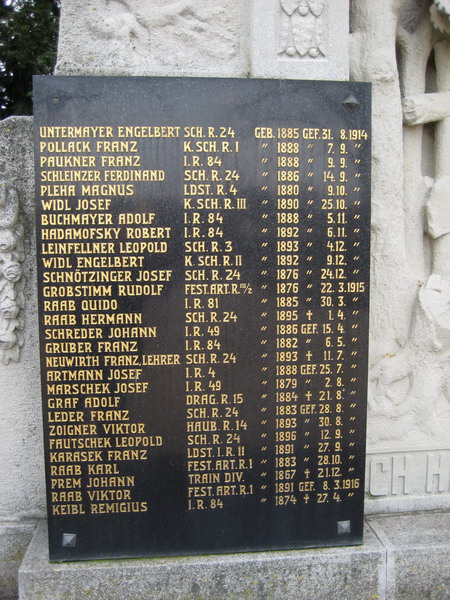 UNTERMAYER ENGELBERT SCH. R. 24 GEB. 1885 GEF. 31. 8. 1914
POLLACK FRANZ K. SCH. R. I " 1888 " 7. 9. "
PAUKNER FRANZ I. R. 84 " 1888 " 9. 9. "
SCHLEINZER FERDINAND SCH. R. 24 " 1886 " 14. 9. "
PLEHA MAGNUS LDST. R. 4 " 1880 " 9. 10. "
WIDL JOSEF K. SCH. R. III " 1890 " 25. 10. "
BUCHMAYER ADOLF I. R. 84 " 1888 " 5. 11. "
HADAMOFSKY ROBERT I. R. 84 " 1892 " 6. 11. "
LEINFELLNER LEOPOLD SCH. R. 3 " 1893 " 4. 12. "
WIDL ENGELBERT K. SCH. R. II " 1892 " 9. 12. "
SCHNÖTZINGER JOSEF SCH. R. 24 " 1876 " 24. 12. "
GROBSTIMM RUDOLF FEST. ART. R. III/2 " 1876 " 22. 3. 1915
RAAB QUIDO I. R. 81 " 1885 " 30. 3. "
RAAB HERMANN SCH. R. 24 " 1895 † 1. 4. "
SCHREDER JOHANN I. R. 49 " 1886 GEF. 15. 4. "
GRUBER FRANZ I. R. 84 " 1882 " 6. 5. "
NEUWIRTH FRANZ, LEHRER SCH. R. 24 " 1893 † 11. 7. "
ARTMANN JOSEF I. R. 4 " 1888 GEF. 25. 7. "
MARSCHEK JOSEF I. R. 49 " 1879 " 2. 8. "
GRAF ADOLF DRAG. R. 15 " 1884 † 21. 8. "
LEDER FRANZ SCH. R. 24 " 1883 GEF. 28. 8. "
ZOIGNER VIKTOR HAUB. R. 14 " 1893 " 30. 8. "
FAUTSCHEK LEOPOLD SCH. R. 24 " 1896 " 12. 9. "
KARASEK FRANZ LDST. I. R. 11 " 1891 " 27. 9. "
RAAB KARL FEST. ART. R. 1 " 1883 " 28. 10. "
PREM JOHANN TRAIN DIV. " 1867 † 21. 12. "
RAAB VIKTOR FEST. ART. R. 1 " 1891 GEF. 8. 3. 1916
KEIBL REMIGIUS I. R. 84 " 1874 † 27. 4. "
CH H